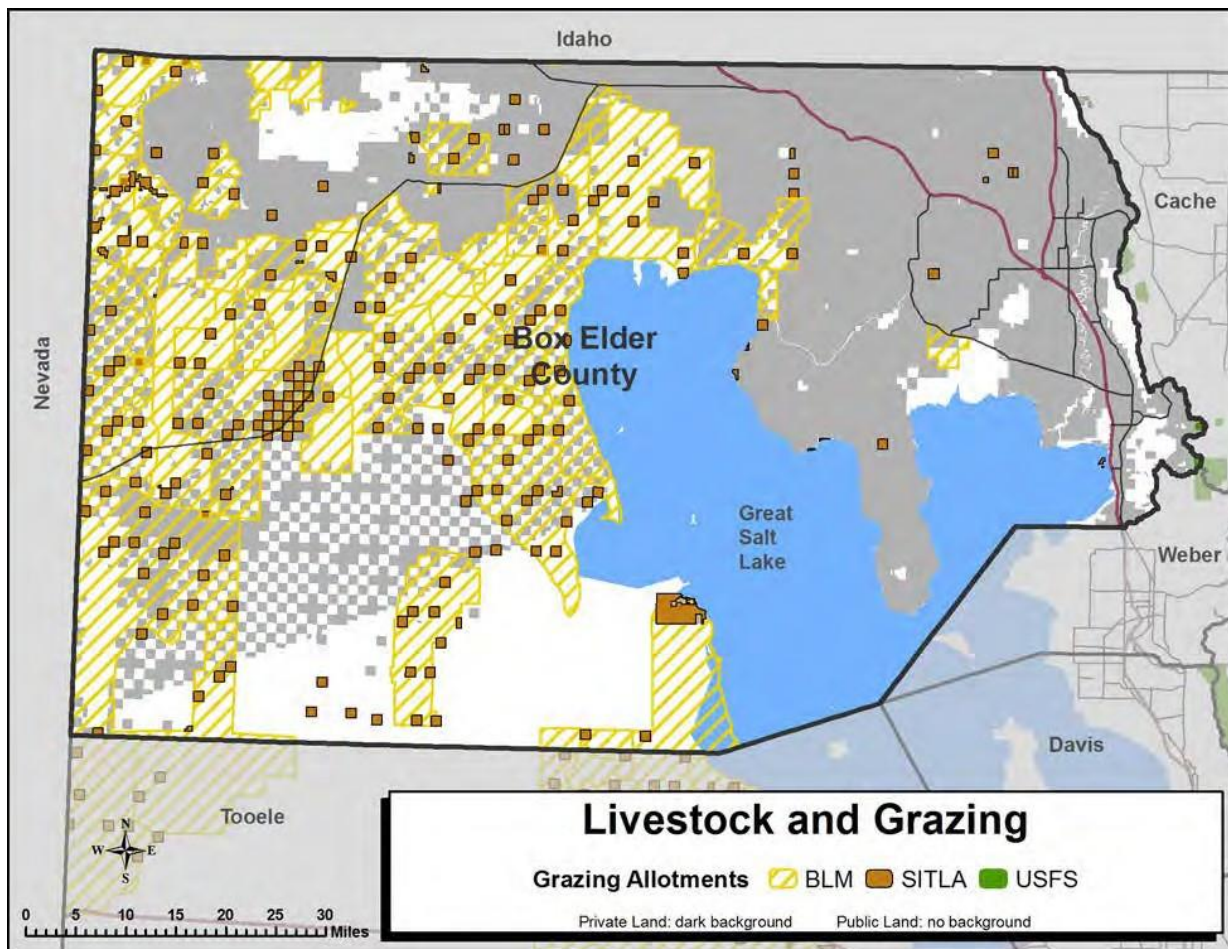 Idaho
Cache
Nevada
Box Elder
County
Great
Salt
Lake
Weber
Davis
Tooele
N
W E
S
0 5 10 15 20 25 30
Miles
Livestock and Grazing
Grazing Allotments BLM SITLA USFS
Private Land: dark background Public Land: no background